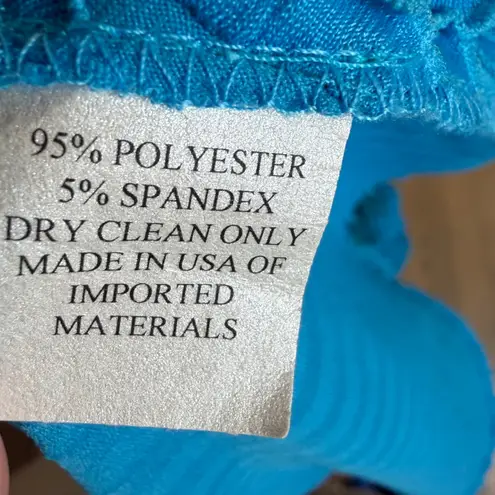 95% POLYESTER
5% SPANDEX
DRY CLEAN ONLY
MADE IN USA OF
IMPORTED
MATERIALS